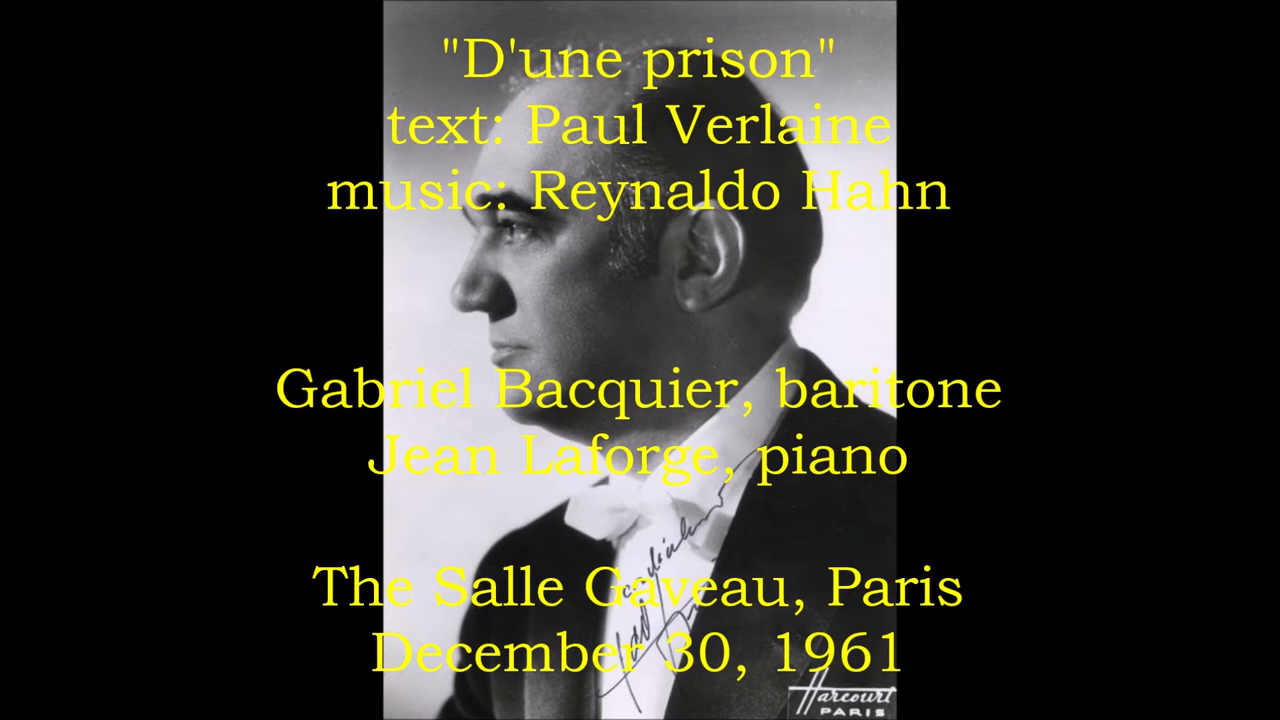 "D'une prison"
text: Paul Verlaine
music: Reynaldo Hahn
Gabriel Bacquier, baritone
Jean Laforge, piano
The Salle Gaveau, Paris
December 30, 1961
Harcourt
PARIS